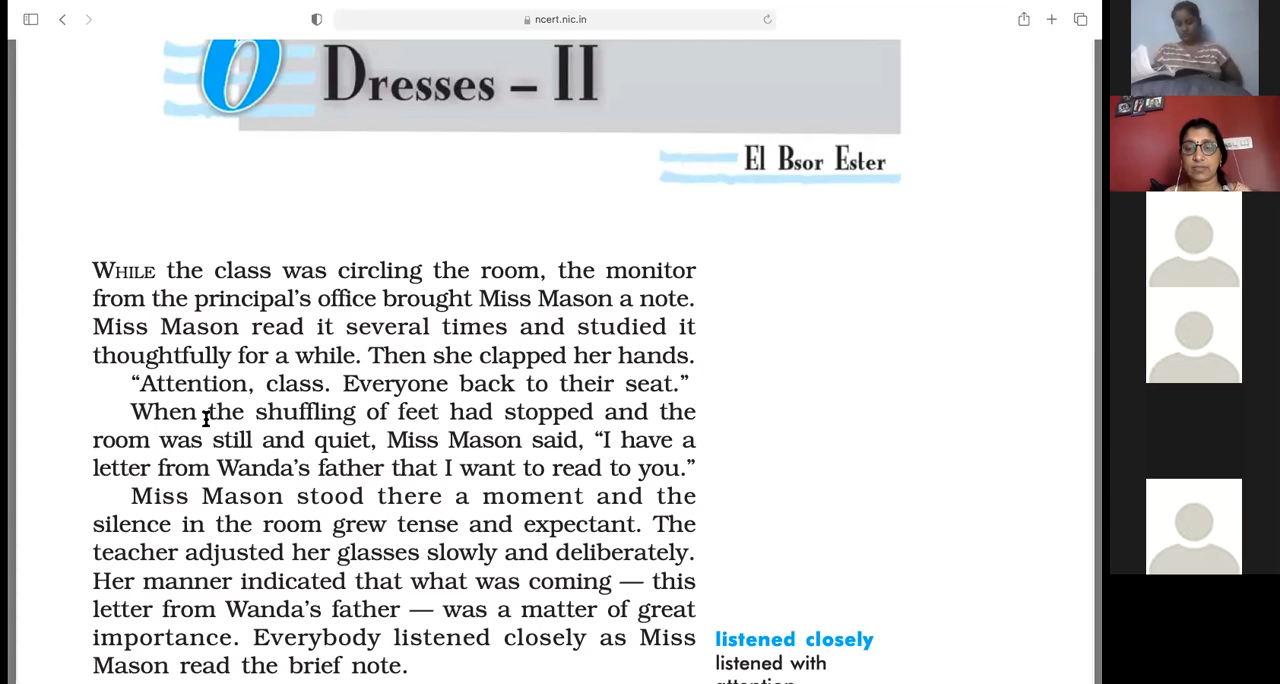 ncert.nic.in
6
Dresses – II
El Bsor Ester
WHILE the class was circling the room, the monitor
from the principal's office brought Miss Mason a note.
Miss Mason read it several times and studied it
thoughtfully for a while. Then she clapped her hands.
“Attention, class. Everyone back to their seat.”
When the shuffling of feet had stopped and the
room was still and quiet, Miss Mason said, “I have a
letter from Wanda's father that I want to read to you.”
Miss Mason stood there a moment and the
silence in the room grew tense and expectant. The
teacher adjusted her glasses slowly and deliberately.
Her manner indicated that what was coming — this
letter from Wanda's father — was a matter of great
importance. Everybody listened closely as Miss
Mason read the brief note.
listened closely
listened with
attention